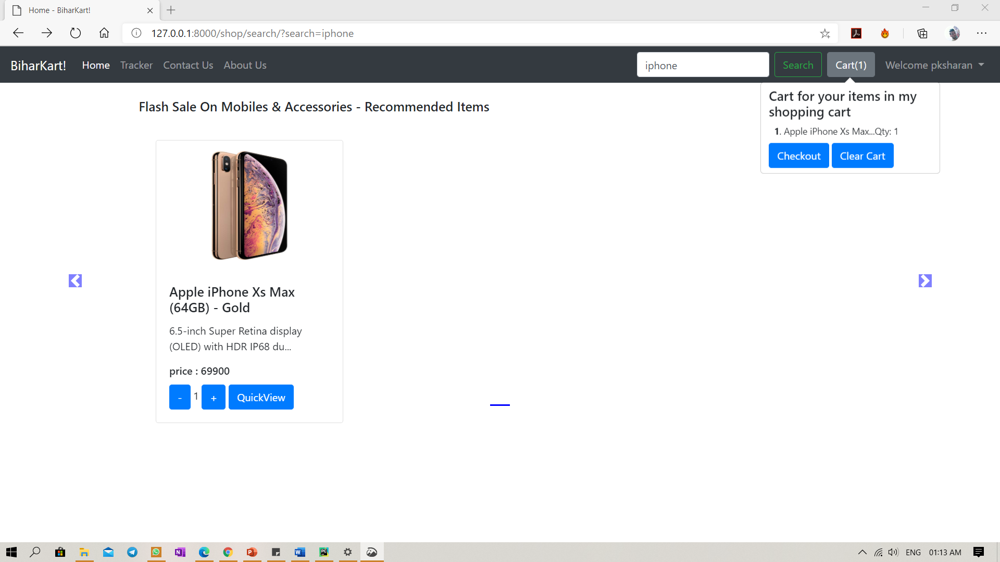 Home - BiharKart!
127.0.0.1:8000/shop/search/?search=iphone
BiharKart! Home Tracker Contact Us About Us iphone Search Cart(1) Welcome pksharan
Flash Sale On Mobiles & Accessories - Recommended Items
Cart for your items in my
shopping cart
1. Apple iPhone Xs Max...Qty: 1
Checkout Clear Cart
Apple iPhone Xs Max
(64GB) - Gold
6.5-inch Super Retina display
(OLED) with HDR IP68 du...
price : 69900
- 1 + QuickView
ENG 01:13 AM